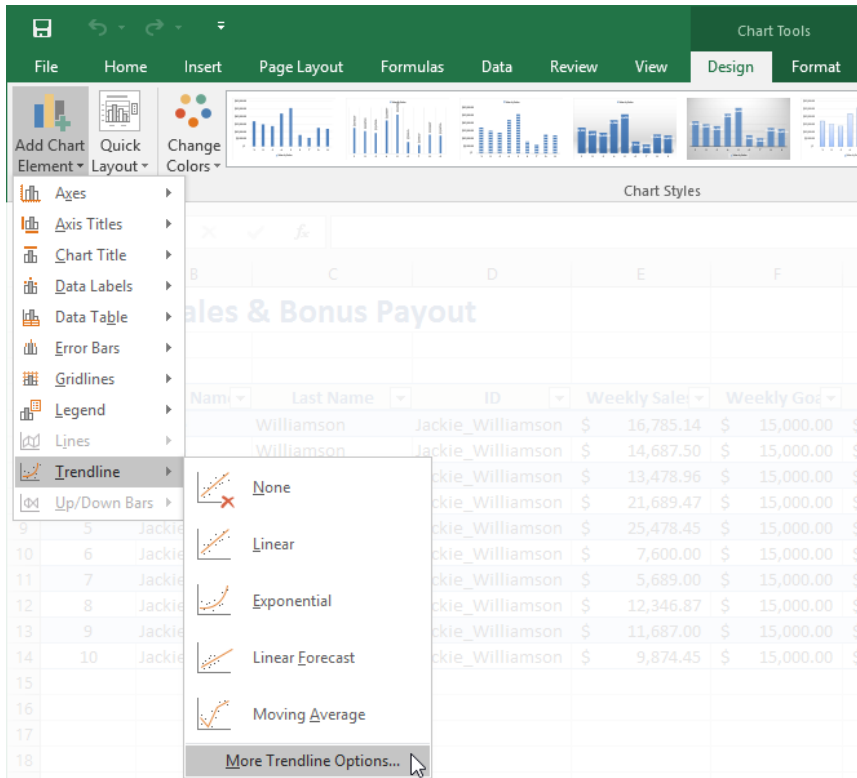 Chart Tools
File Home Insert Page Layout Formulas Data Review View Design Format
Add Chart Element Quick Layout Change Colors
Chart Styles
Axes
Axis Titles
Chart Title
Data Labels
Data Table
Error Bars
Gridlines
Legend
Lines
Trendline
Up/Down Bars
None
Linear
Exponential
Linear Forecast
Moving Average
More Trendline Options...
fx
B C D E F
ales & Bonus Payout
Name Last Name ID Weekly Sales Weekly Goa
Williamson Jackie_Williamson $ 16,785.14 $ 15,000.00
Williamson Jackie_Williamson $ 14,687.50 $ 15,000.00
ckie_Williamson $ 13,478.96 $ 15,000.00
ckie_Williamson $ 21,689.47 $ 15,000.00
9 5 Jackie ckie_Williamson $ 25,478.45 $ 15,000.00
10 6 Jackie ckie_Williamson $ 7,600.00 $ 15,000.00
11 7 Jackie ckie_Williamson $ 5,689.00 $ 15,000.00
12 8 Jackie ckie_Williamson $ 12,346.87 $ 15,000.00
13 9 Jackie ckie_Williamson $ 11,687.00 $ 15,000.00
14 10 Jackie ckie_Williamson $ 9,874.45 $ 15,000.00
15
16
17
18